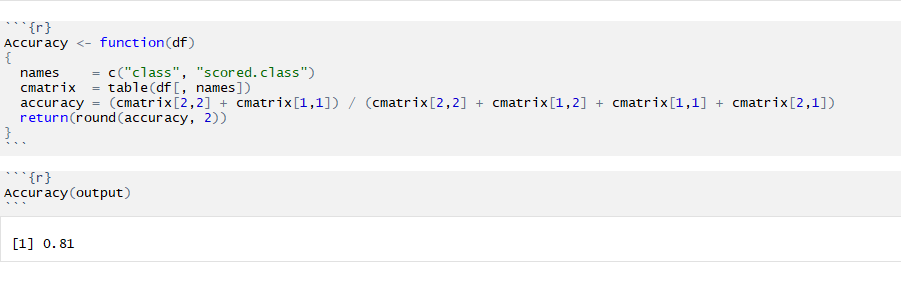 ```{r}
Accuracy <- function(df)
{
  names    = c("class", "scored.class")
  cmatrix  = table(df[, names])
  accuracy = (cmatrix[2,2] + cmatrix[1,1]) / (cmatrix[2,2] + cmatrix[1,2] + cmatrix[1,1] + cmatrix[2,1])
  return(round(accuracy, 2))
}
```
```{r}
Accuracy(output)
```
[1] 0.81